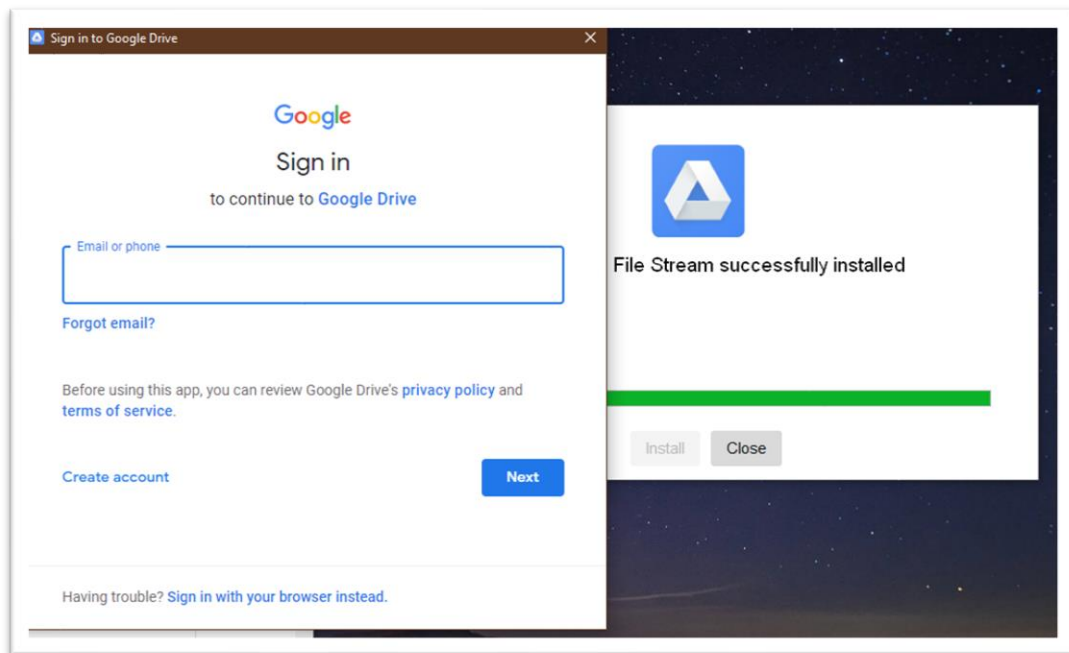 Sign in to Google Drive
Google
Sign in
to continue to Google Drive
Email or phone
Forgot email?
Before using this app, you can review Google Drive's privacy policy and
terms of service.
Create account
Next
Having trouble? Sign in with your browser instead.
File Stream successfully installed
Install
Close